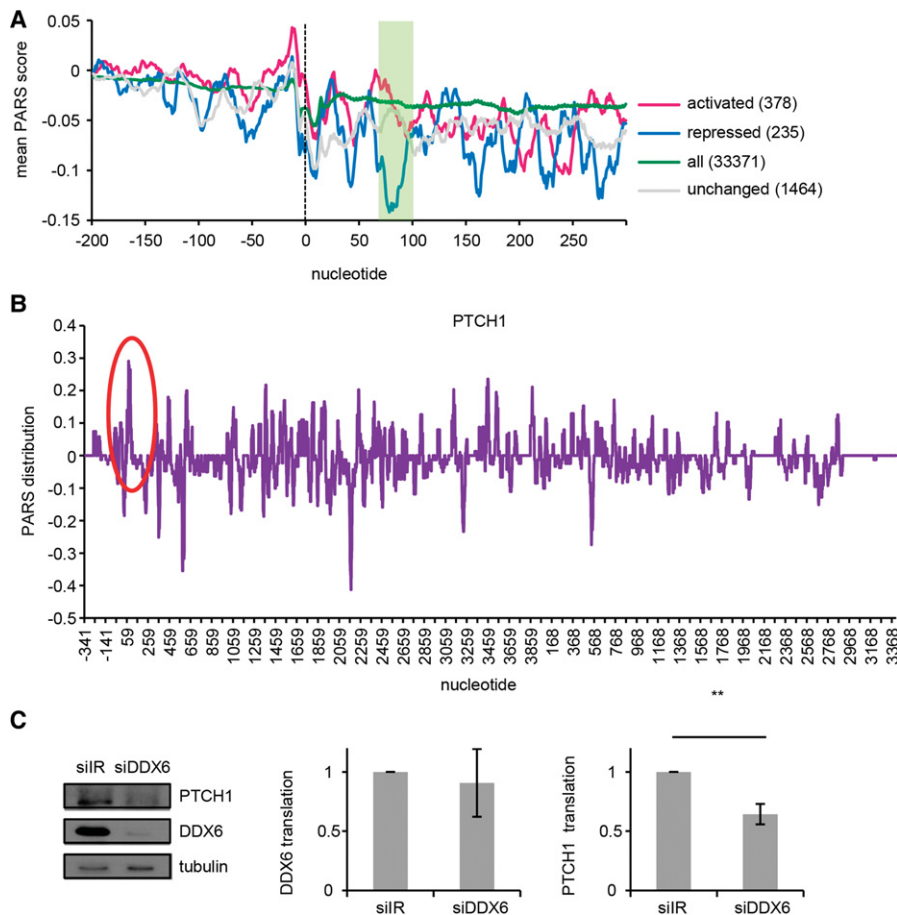 A
0.05
0
-0.05
-0.1
-0.15
mean PARS score
-200 -150 -100 -50 0 50 100 150 200 250
nucleotide
activated (378)
repressed (235)
all (33371)
unchanged (1464)
B
PTCH1
0.4
0.3
0.2
0.1
0
-0.1
-0.2
-0.3
-0.4
-0.5
PARS distribution
-341 -141 59 259 459 659 859 1059 1259 1459 1659 1859 2059 2259 2459 2659 2859 3059 3259 3459 3659 3859 168 368 568 768 968 1168 1368 1568 1768 1968 2168 2368 2568 2768 2968 3168 3368
nucleotide
**
C
siIR siDDX6
PTCH1
DDX6
tubulin
DDX6 translation
1
0.5
0
siIR siDDX6
PTCH1 translation
1
0.5
0
siIR siDDX6